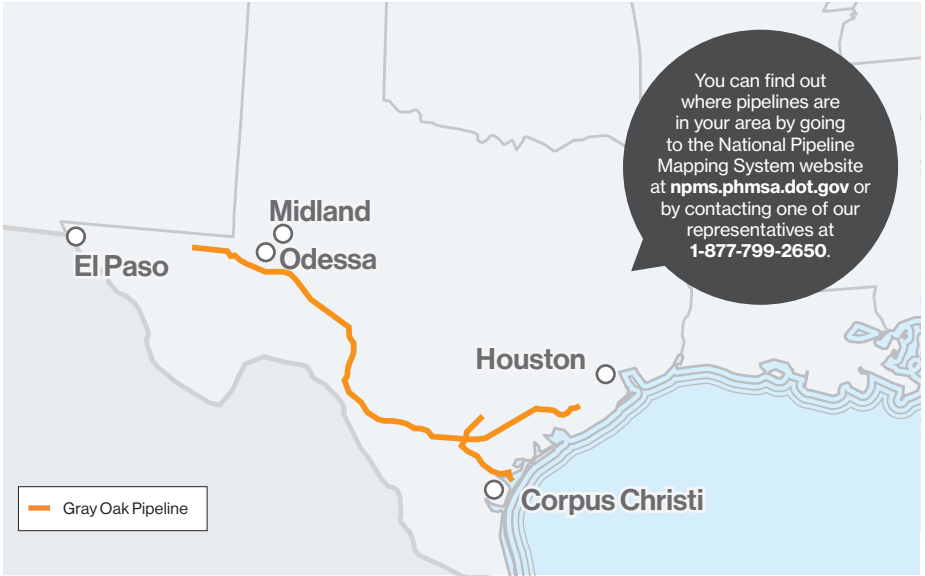 You can find out
where pipelines are
in your area by going
to the National Pipeline
Mapping System website
at npms.phmsa.dot.gov or
by contacting one of our
representatives at
1-877-799-2650.
Midland
Odessa
El Paso
Houston
Corpus Christi
Gray Oak Pipeline